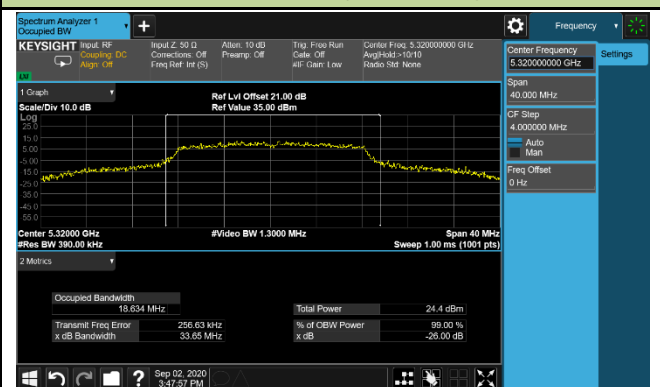 Spectrum Analyzer 1
Occupied BW
Frequency
KEYSIGHT
Input: RF
Coupling: DC
Align: Off
Input Z: 50 Ω
Corrections: Off
Freq Ref: Int (S)
Atten: 10 dB
Preamp: Off
Trig: Free Run
Gate: Off
#IF Gain: Low
Center Freq: 5.320000000 GHz
Avg|Hold:>10/10
Radio Std: None
LXI
1 Graph
Scale/Div 10.0 dB
Ref Lvl Offset 21.00 dB
Ref Value 35.00 dBm
Log
25.0
15.0
5.00
-5.00
-15.0
-25.0
-35.0
-45.0
-55.0
Center 5.32000 GHz
#Res BW 390.00 kHz
#Video BW 1.3000 MHz
Span 40 MHz
Sweep 1.00 ms (1001 pts)
2 Metrics
Occupied Bandwidth
18.634 MHz
Total Power 24.4 dBm
Transmit Freq Error 256.63 kHz
% of OBW Power 99.00 %
x dB Bandwidth 33.65 MHz
x dB -26.00 dB
Center Frequency
5.320000000 GHz
Settings
Span
40.000 MHz
CF Step
4.000000 MHz
Auto
Man
Freq Offset
0 Hz
?
Sep 02, 2020
3:47:57 PM